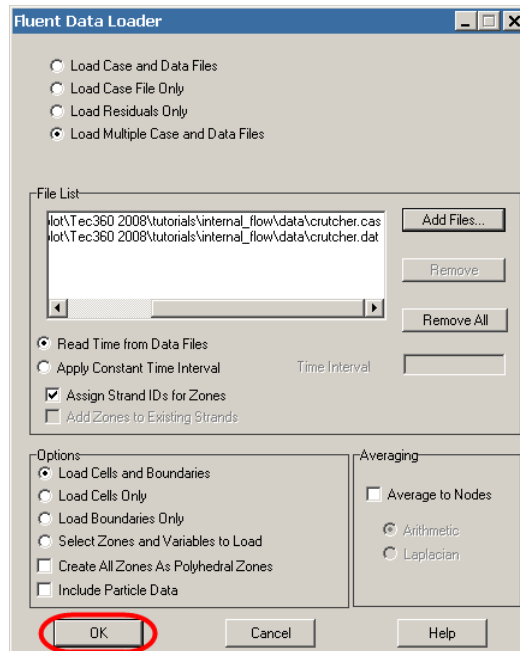 Fluent Data Loader
Load Case and Data Files
Load Case File Only
Load Residuals Only
Load Multiple Case and Data Files
File List
lot\Tec360 2008\tutorials\internal_flow\data\crutcher.cas
lot\Tec360 2008\tutorials\internal_flow\data\crutcher.dat
Add Files...
Remove
Remove All
Read Time from Data Files
Apply Constant Time Interval
Time Interval
Assign Strand IDs for Zones
Add Zones to Existing Strands
Options
Load Cells and Boundaries
Load Cells Only
Load Boundaries Only
Select Zones and Variables to Load
Create All Zones As Polyhedral Zones
Include Particle Data
Averaging
Average to Nodes
Arithmetic
Laplacian
OK
Cancel
Help